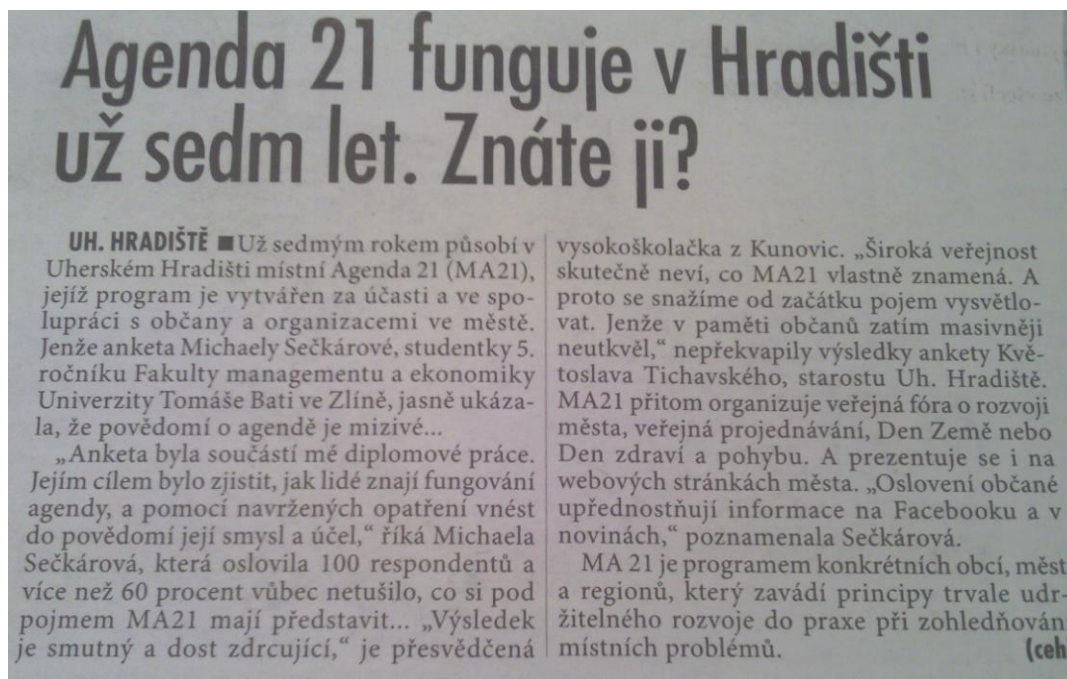 Agenda 21 funguje v Hradišti
už sedm let. Znáte ji?
UH. HRADIŠTĚ ■ Už sedmým rokem působí v
Uherském Hradišti místní Agenda 21 (MA21),
jejíž program je vytvářen za účasti a ve spo-
lupráci s občany a organizacemi ve městě.
Jenže anketa Michaely Sečkárové, studentky 5.
ročníku Fakulty managementu a ekonomiky
Univerzity Tomáše Bati ve Zlíně, jasně ukáza-
la, že povědomí o agendě je mizivé...
„Anketa byla součástí mé diplomové práce.
Jejím cílem bylo zjistit, jak lidé znají fungování
agendy, a pomocí navržených opatření vnést
do povědomí její smysl a účel,“ říká Michaela
Sečkárová, která oslovila 100 respondentů a
více než 60 procent vůbec netušilo, co si pod
pojmem MA21 mají představit... „Výsledek
je smutný a dost zdrcující,“ je přesvědčená
vysokoškolačka z Kunovic. „Široká veřejnost
skutečně neví, co MA21 vlastně znamená. A
proto se snažíme od začátku pojem vysvětlo-
vat. Jenže v paměti občanů zatím masivněji
neutkvěl,“ nepřekvapily výsledky ankety Kvě-
toslava Tichavského, starostu Uh. Hradiště.
MA21 přitom organizuje veřejná fóra o rozvoji
města, veřejná projednávání, Den Země nebo
Den zdraví a pohybu. A prezentuje se i na
webových stránkách města. „Oslovení občané
upřednostňují informace na Facebooku a v
novinách,“ poznamenala Sečkárová.
MA 21 je programem konkrétních obcí, měst
a regionů, který zavádí principy trvale udr-
žitelného rozvoje do praxe při zohledňován
místních problémů. (ceh